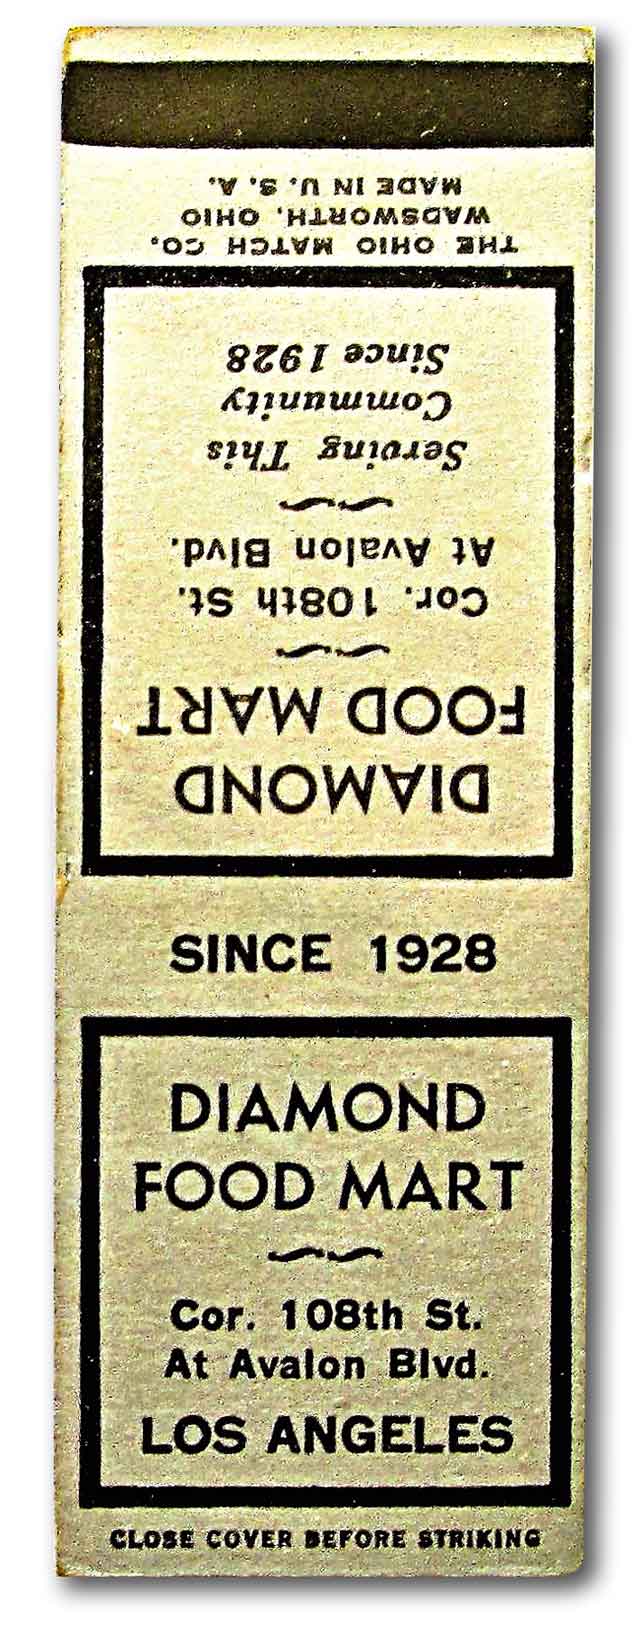 THE OHIO MATCH CO.
WADSWORTH, OHIO
MADE IN U. S. A.
DIAMOND
FOOD MART
Cor. 108th St.
At Avalon Blvd.
Serving This
Community
Since 1928
SINCE 1928
DIAMOND
FOOD MART
Cor. 108th St.
At Avalon Blvd.
LOS ANGELES
CLOSE COVER BEFORE STRIKING